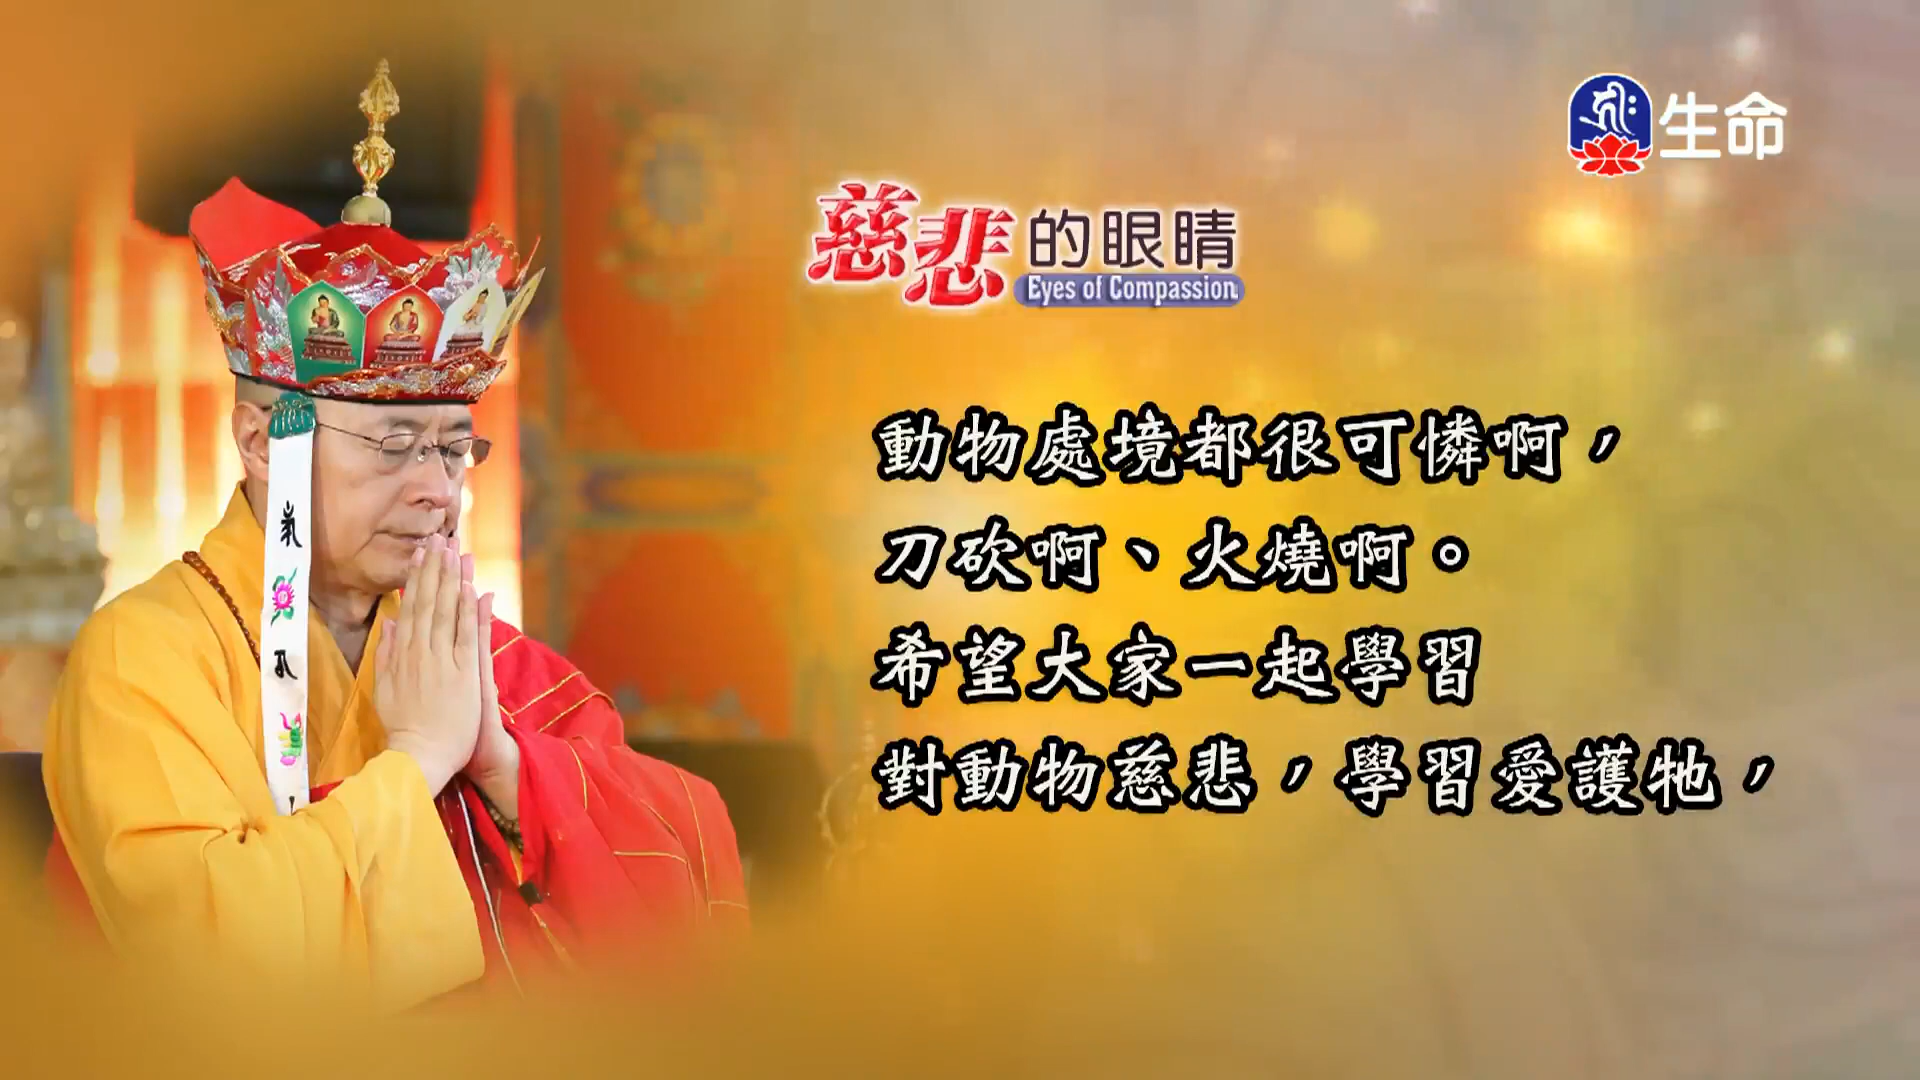 生命
慈悲的眼睛
Eyes of Compassion
動物處境都很可憐啊，
刀砍啊、火燒啊。
希望大家一起學習
對動物慈悲，學習愛護牠，